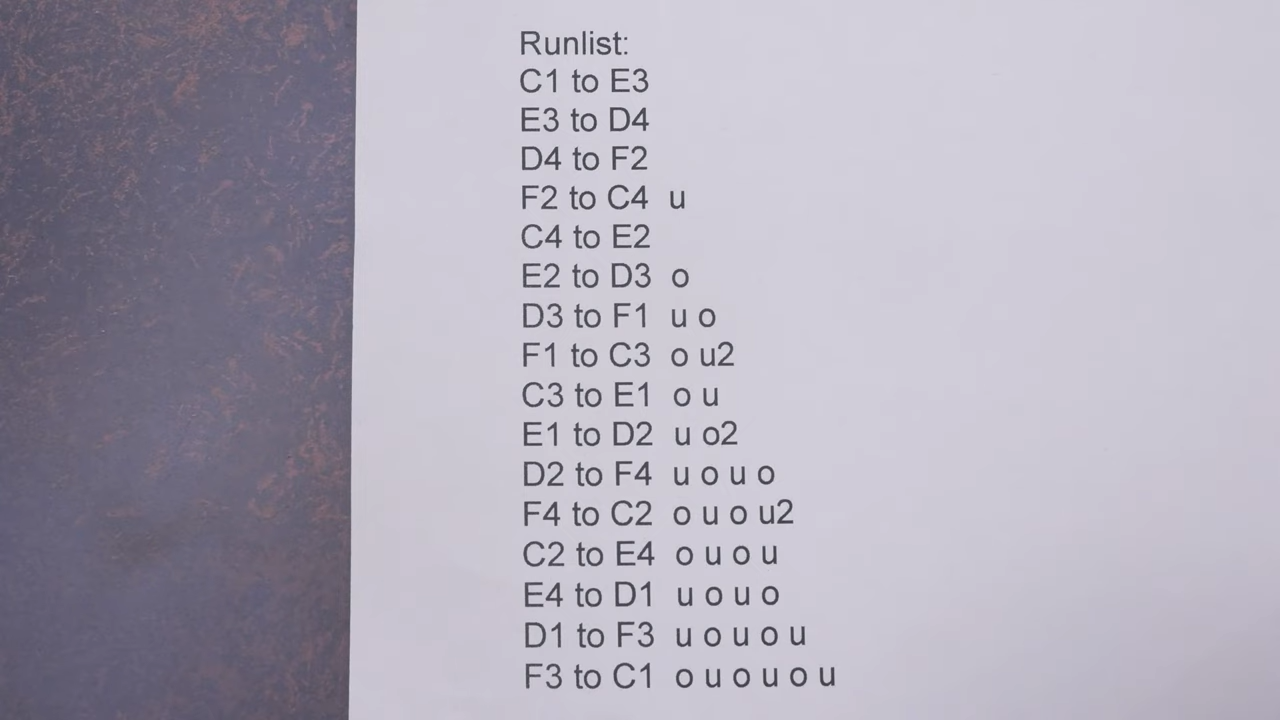 Runlist:
C1 to E3
E3 to D4
D4 to F2
F2 to C4 u
C4 to E2
E2 to D3 o
D3 to F1 u o
F1 to C3 o u2
C3 to E1 o u
E1 to D2 u o2
D2 to F4 u o u o
F4 to C2 o u o u2
C2 to E4 o u o u
E4 to D1 u o u o
D1 to F3 u o u o u
F3 to C1 o u o u o u